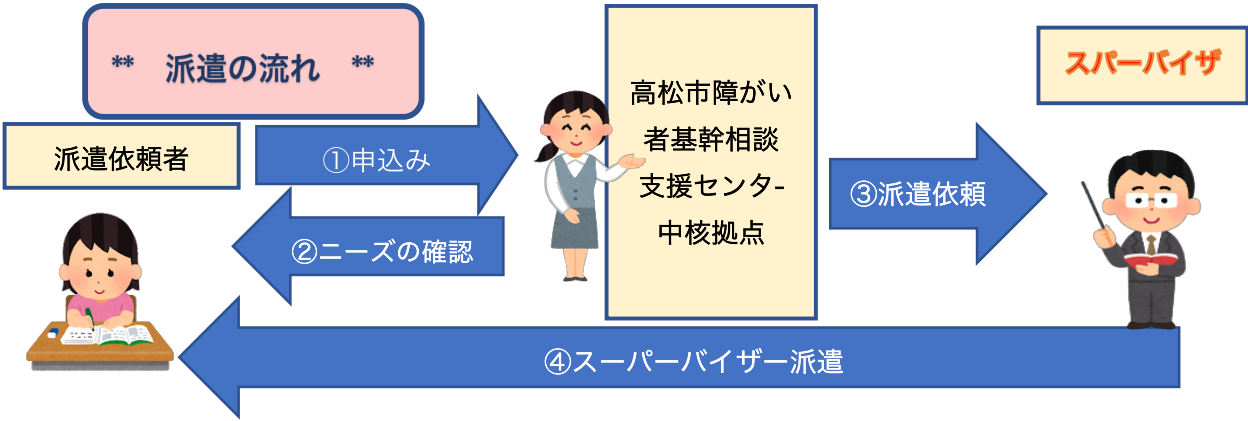 ** 派遣の流れ **
派遣依頼者
①申込み
②ニーズの確認
高松市障がい
者基幹相談
支援センタ-
中核拠点
③派遣依頼
スパーバイザ
④スーパーバイザー派遣